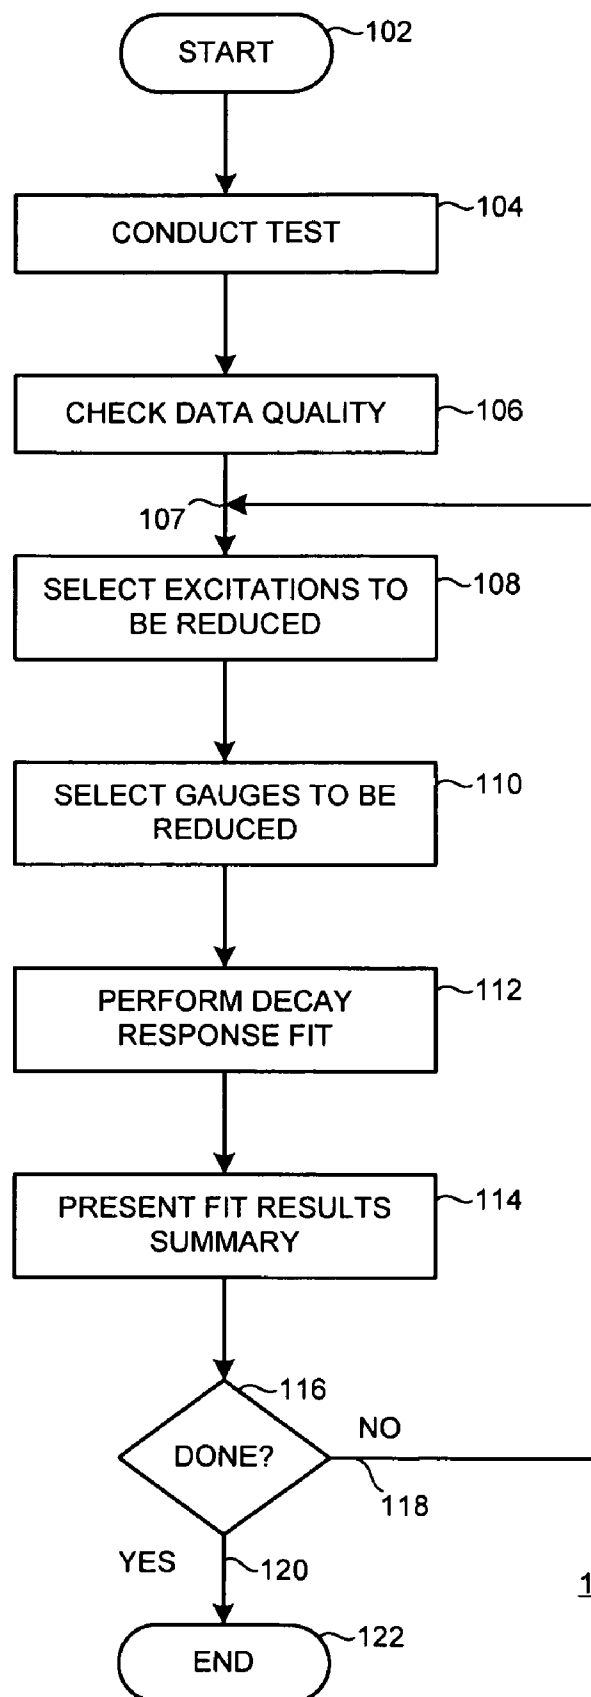 START
102
CONDUCT TEST
104
CHECK DATA QUALITY
106
107
SELECT EXCITATIONS TO
BE REDUCED
108
SELECT GAUGES TO BE
REDUCED
110
PERFORM DECAY
RESPONSE FIT
112
PRESENT FIT RESULTS
SUMMARY
114
116
DONE?
NO
118
YES
120
END
122